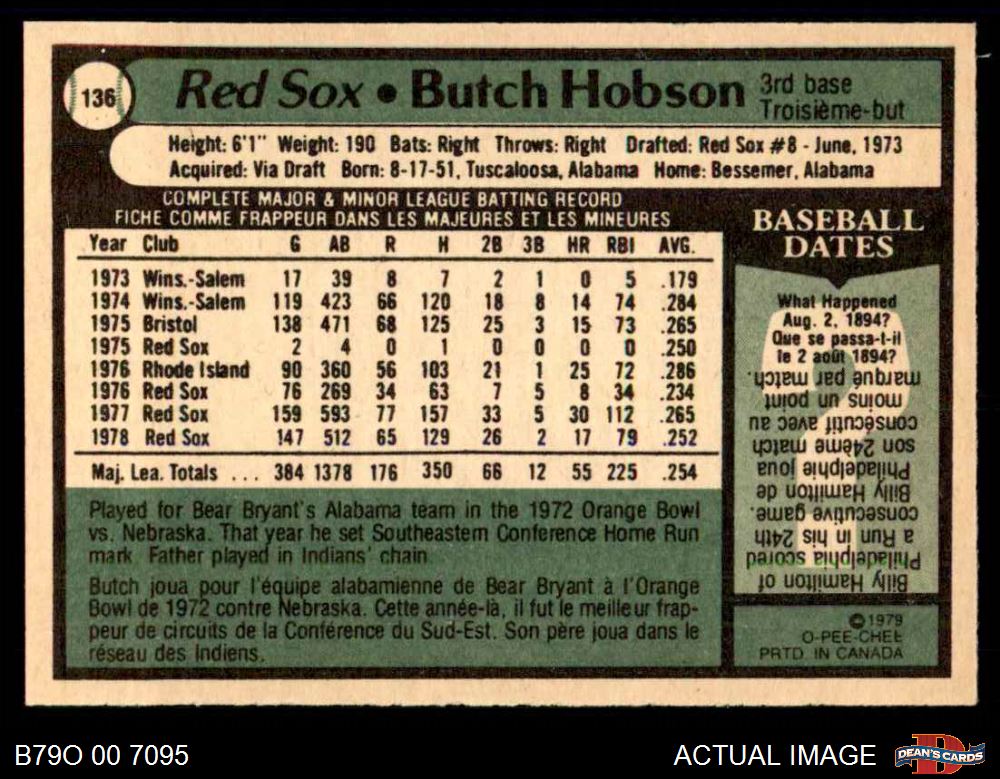 136
Red Sox • Butch Hobson
3rd base
Troisième-but
Height: 6'1" Weight: 190 Bats: Right Throws: Right Drafted: Red Sox #8 - June, 1973
Acquired: Via Draft Born: 8-17-51, Tuscaloosa, Alabama Home: Bessemer, Alabama
COMPLETE MAJOR & MINOR LEAGUE BATTING RECORD
FICHE COMME FRAPPEUR DANS LES MAJEURES ET LES MINEURES
Year Club G AB R H 2B 3B HR RBI AVG.
1973 Wins.-Salem 17 39 8 7 2 1 0 5 .179
1974 Wins.-Salem 119 423 66 120 18 8 14 74 .284
1975 Bristol 138 471 68 125 25 3 15 73 .265
1975 Red Sox 2 4 0 1 0 0 0 0 .250
1976 Rhode Island 90 360 56 103 21 1 25 72 .286
1976 Red Sox 76 269 34 63 7 5 8 34 .234
1977 Red Sox 159 593 77 157 33 5 30 112 .265
1978 Red Sox 147 512 65 129 26 2 17 79 .252
Maj. Lea. Totals ... 384 1378 176 350 66 12 55 225 .254
Played for Bear Bryant's Alabama team in the 1972 Orange Bowl
vs. Nebraska. That year he set Southeastern Conference Home Run
mark. Father played in Indians' chain.
Butch joua pour l'équipe alabamienne de Bear Bryant à l'Orange
Bowl de 1972 contre Nebraska. Cette année-là, il fut le meilleur frap-
peur de circuits de la Conférence du Sud-Est. Son père joua dans le
réseau des Indiens.
BASEBALL
DATES
What Happened
Aug. 2, 1894?
Que se passa-t-il
le 2 août 1894?
Billy Hamilton of
Philadelphia scored
a Run in his 24th
consecutive game.
Billy Hamilton de
Philadelphie joua
son 24ème match
consécutif avec au
moins un point
marqué par match.
©1979
O-PEE-CHEE
PRTD. IN CANADA
B79O 00 7095
ACTUAL IMAGE
D
DEAN'S CARDS